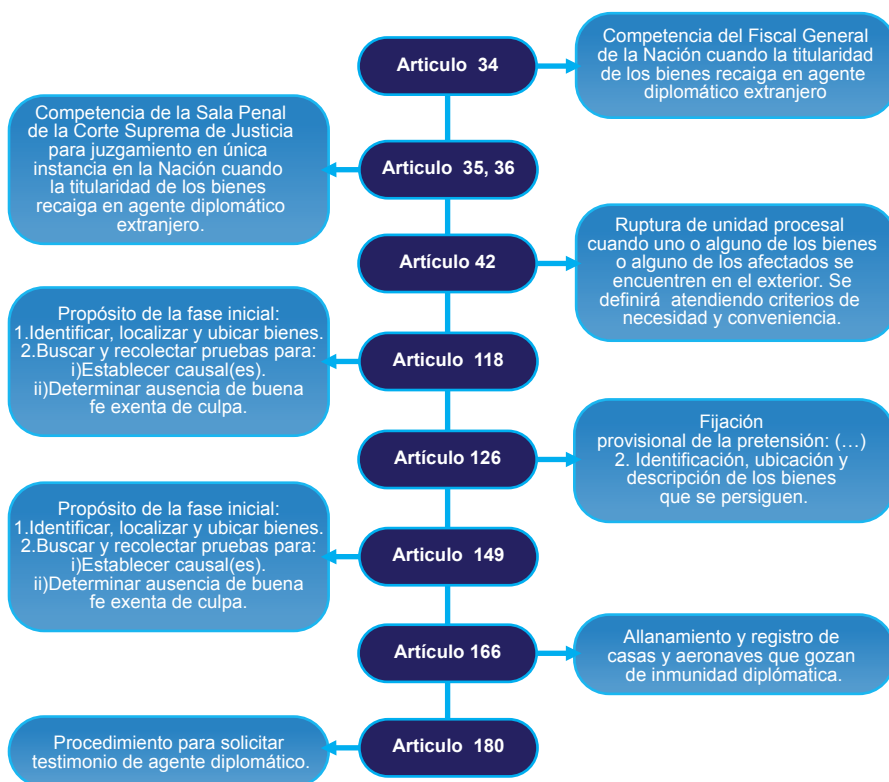 Articulo  34
Competencia del Fiscal General
de la Nación cuando la titularidad
de los bienes recaiga en agente
diplomático extranjero
Competencia de la Sala Penal
de la Corte Suprema de Justicia
para juzgamiento en única
instancia en la Nación cuando
la titularidad de los bienes
recaiga en agente diplomático
extranjero.
Articulo  35, 36
Artículo 42
Ruptura de unidad procesal
cuando uno o alguno de los bienes
o alguno de los afectados se
encuentren en el exterior. Se
definirá  atendiendo criterios de
necesidad y conveniencia.
Propósito de la fase inicial:
1.Identificar, localizar y ubicar bienes.
2.Buscar y recolectar pruebas para:
i)Establecer causal(es).
ii)Determinar ausencia de buena
fe exenta de culpa.
Artículo  118
Artículo 126
Fijación
provisional de la pretensión: (…)
2. Identificación, ubicación y
descripción de los bienes
que se persiguen.
Propósito de la fase inicial:
1.Identificar, localizar y ubicar bienes.
2.Buscar y recolectar pruebas para:
i)Establecer causal(es).
ii)Determinar ausencia de buena
fe exenta de culpa.
Artículo  149
Artículo 166
Allanamiento y registro de
casas y aeronaves que gozan
de inmunidad diplómatica.
Procedimiento para solicitar
testimonio de agente diplomático.
Articulo  180